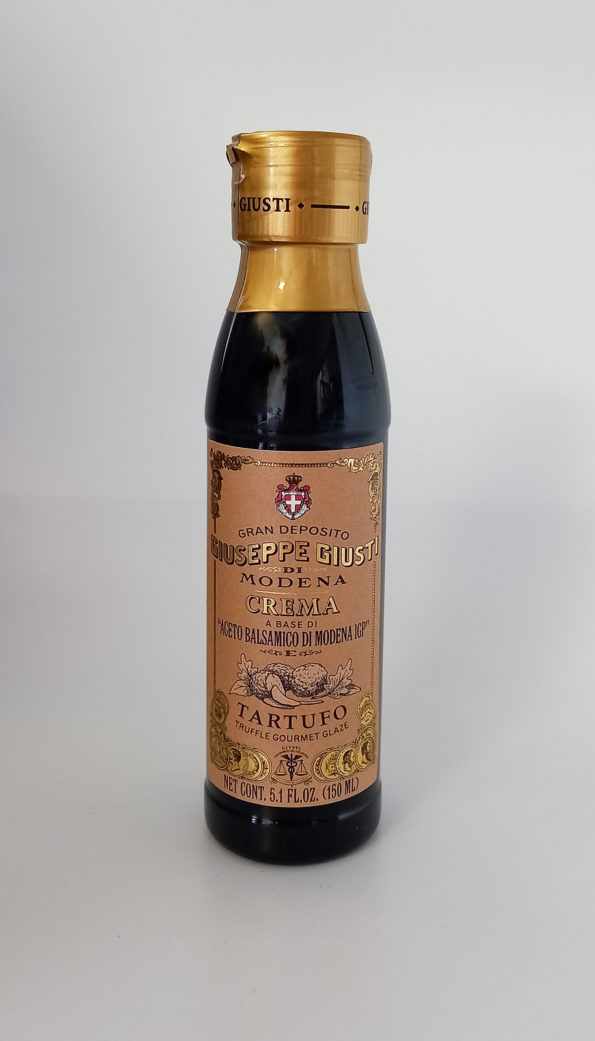 GIUSTI
GRAN DEPOSITO
GIUSEPPE GIUSTI
DI
MODENA
CREMA
A BASE DI
"ACETO BALSAMICO DI MODENA IGP"
E
TARTUFO
TRUFFLE GOURMET GLAZE
GIUSTI
NET CONT. 5.1 FL.OZ. (150 ML)